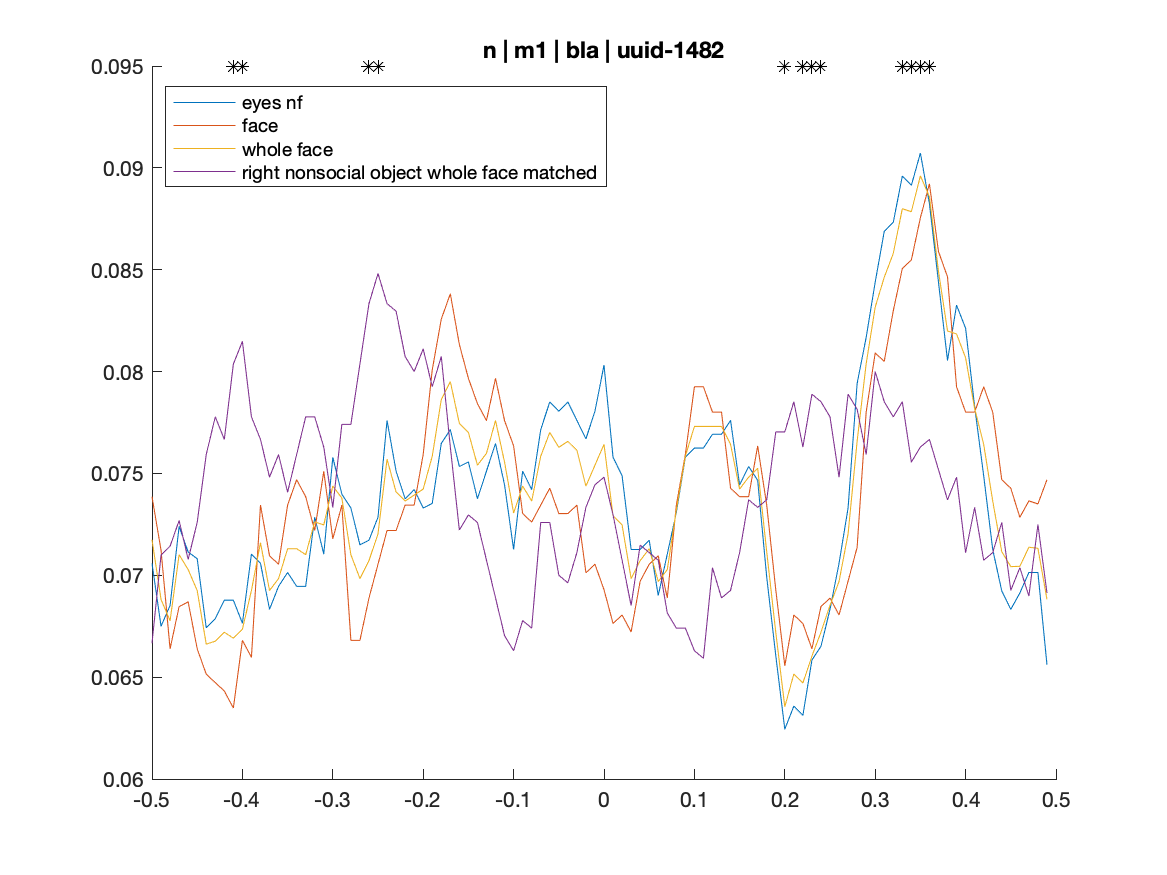 n | m1 | bla | uuid-1482
0.095
eyes nf
face
whole face
right nonsocial object whole face matched
0.09
0.085
0.08
0.075
0.07
0.065
0.06
-0.5 -0.4 -0.3 -0.2 -0.1 0 0.1 0.2 0.3 0.4 0.5